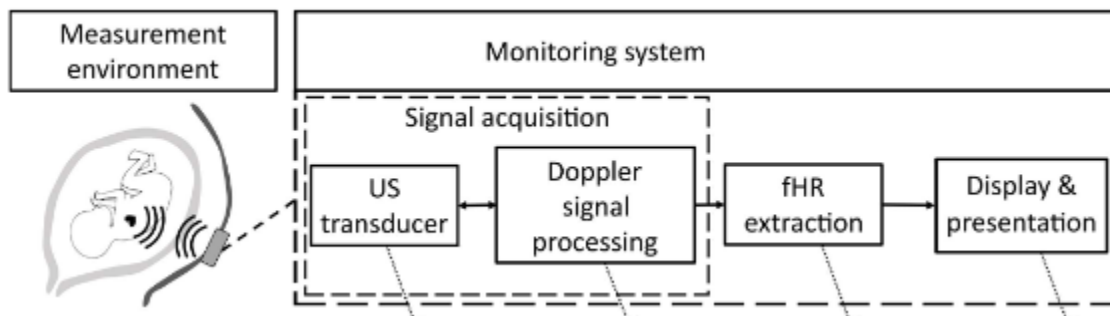 Measurement
environment
Monitoring system
Signal acquisition
US
transducer
Doppler
signal
processing
fHR
extraction
Display &
presentation